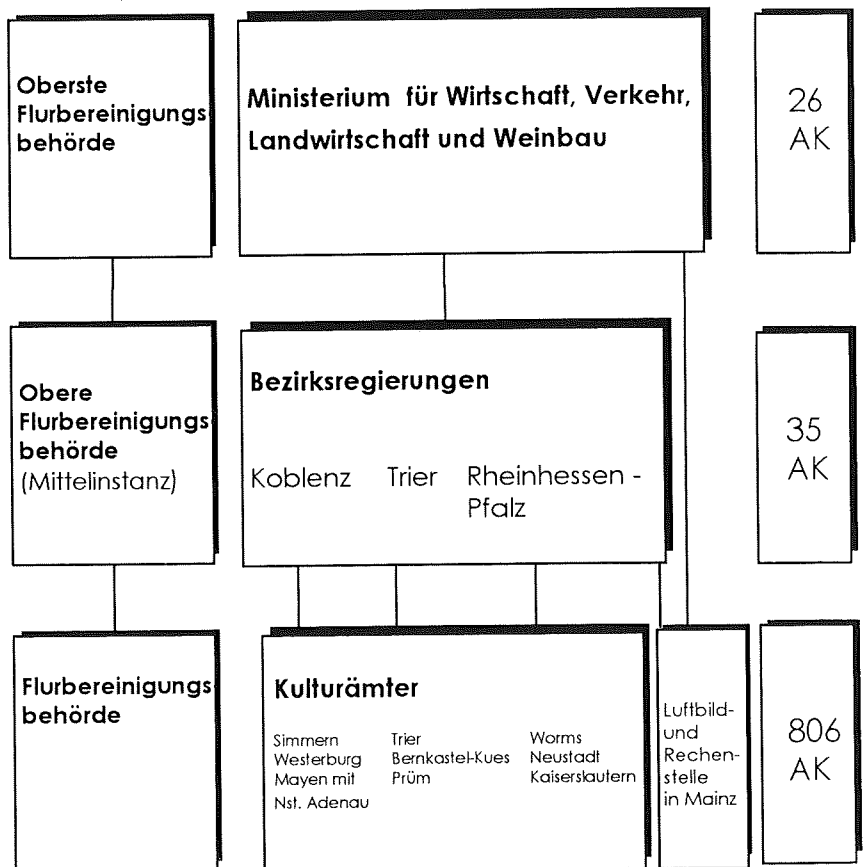 Oberste
Flurbereinigungs
behörde
Ministerium für Wirtschaft, Verkehr,
Landwirtschaft und Weinbau
26
AK
Obere
Flurbereinigungs
behörde
(Mittelinstanz)
Bezirksregierungen
Koblenz Trier Rheinhessen -
Pfalz
35
AK
Flurbereinigungs
behörde
Kulturämter
Simmern Trier Worms
Westerburg Bernkastel-Kues Neustadt
Mayen mit Prüm Kaiserslautern
Nst. Adenau
Luftbild-
und
Rechen-
stelle
in Mainz
806
AK